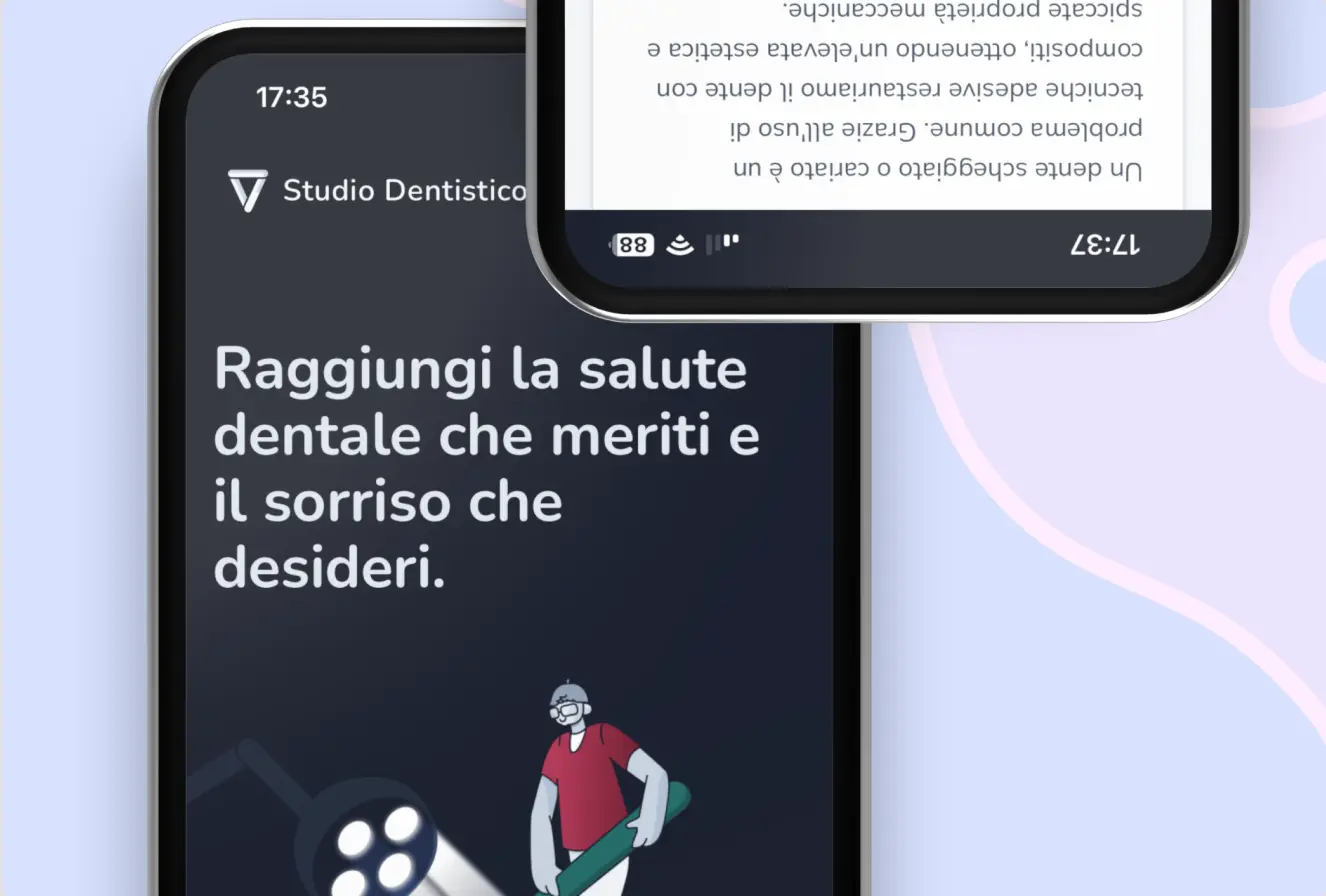 17:35
Studio Dentistico
Raggiungi la salute
dentale che meriti e
il sorriso che
desideri.
17:37
88
Un dente scheggiato o cariato è un
problema comune. Grazie all'uso di
tecniche adesive restauriamo il dente con
compositi, ottenendo un'elevata estetica e
spiccate proprietà meccaniche.